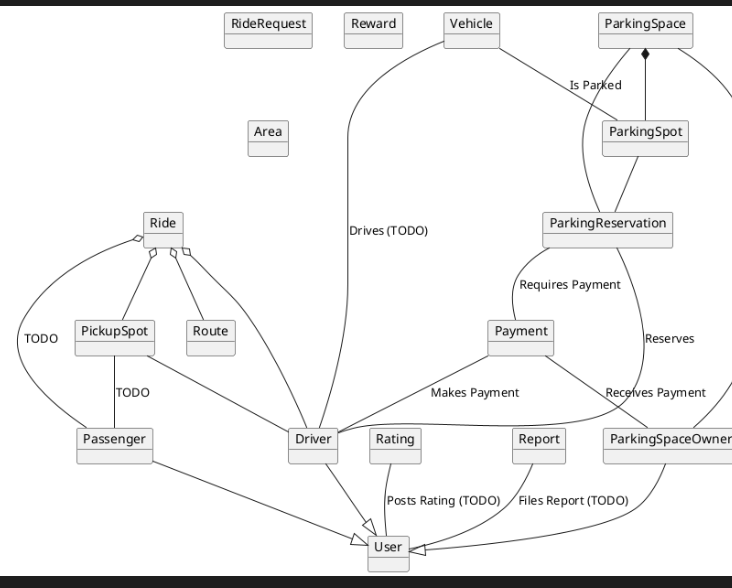 RideRequest
Reward
Vehicle
ParkingSpace
Is Parked
Area
ParkingSpot
Ride
Drives (TODO)
ParkingReservation
Requires Payment
PickupSpot
Route
Payment
TODO
Reserves
TODO
Makes Payment
Receives Payment
Passenger
Driver
Rating
Report
ParkingSpaceOwner
Posts Rating (TODO)
Files Report (TODO)
User